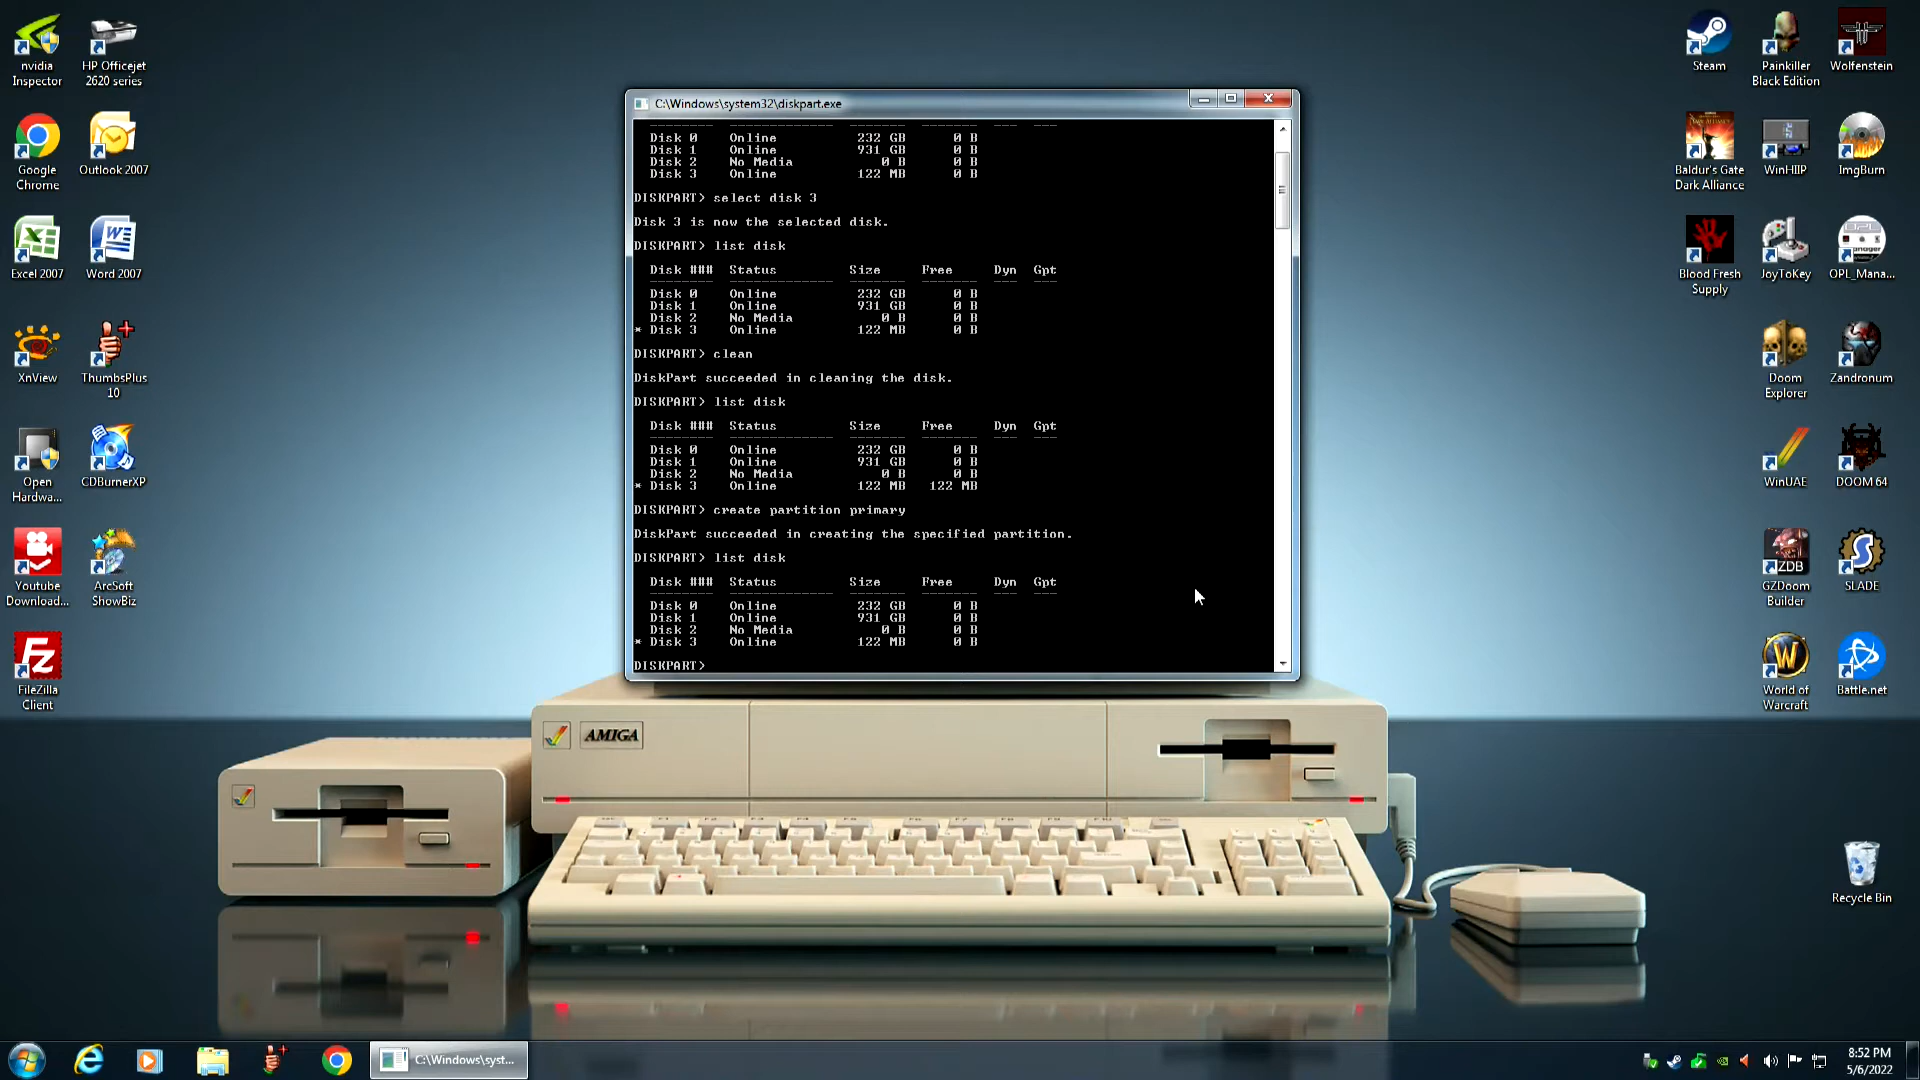 nvidia
Inspector
HP Officejet
2620 series
Google
Chrome
Outlook 2007
Excel 2007
Word 2007
XnView
ThumbsPlus
10
Open
Hardwa...
CDBurnerXP
Youtube
Download...
ArcSoft
ShowBiz
FileZilla
Client
C:\Windows\system32\diskpart.exe
Disk 0 Online 232 GB 0 B
Disk 1 Online 931 GB 0 B
Disk 2 No Media 0 B 0 B
Disk 3 Online 122 MB 0 B
DISKPART> select disk 3
Disk 3 is now the selected disk.
DISKPART> list disk
Disk ### Status Size Free Dyn Gpt
Disk 0 Online 232 GB 0 B
Disk 1 Online 931 GB 0 B
Disk 2 No Media 0 B 0 B
* Disk 3 Online 122 MB 0 B
DISKPART> clean
DiskPart succeeded in cleaning the disk.
DISKPART> list disk
Disk ### Status Size Free Dyn Gpt
Disk 0 Online 232 GB 0 B
Disk 1 Online 931 GB 0 B
Disk 2 No Media 0 B 0 B
* Disk 3 Online 122 MB 122 MB
DISKPART> create partition primary
DiskPart succeeded in creating the specified partition.
DISKPART> list disk
Disk ### Status Size Free Dyn Gpt
Disk 0 Online 232 GB 0 B
Disk 1 Online 931 GB 0 B
Disk 2 No Media 0 B 0 B
* Disk 3 Online 122 MB 0 B
DISKPART>
Steam
Painkiller
Black Edition
Wolfenstein
Baldur's Gate
Dark Alliance
WinHIIP
ImgBurn
Blood Fresh
Supply
JoyToKey
OPL_Mana...
Doom
Explorer
Zandronum
WinUAE
DOOM 64
ZDB
GZDoom
Builder
SLADE
World of
Warcraft
Battle.net
AMIGA
Recycle Bin
C:\Windows\syst...
8:52 PM
5/6/2022